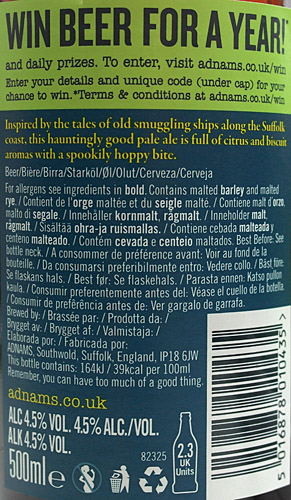 WIN BEER FOR A YEAR!*
and daily prizes. To enter, visit adnams.co.uk/win
Enter your details and unique code (under cap) for your
chance to win.*Terms & conditions at adnams.co.uk/win
Inspired by the tales of old smuggling ships along the Suffolk
coast, this hauntingly good pale ale is full of citrus and biscuit
aromas with a spookily hoppy bite.
Beer/Bière/Birra/Starköl/Øl/Olut/Cerveza/Cerveja
For allergens see ingredients in bold. Contains malted barley and malted
rye. / Contient de l'orge maltée et du seigle malté. / Contiene malt d'orzo,
malto di segale. / Innehåller kornmalt, rågmalt. / Inneholder malt,
rågmalt. / Sisältää ohra-ja ruismallas. / Contiene cebada malteada y
centeno malteado. / Contém cevada e centeio maltados. Best Before: See
bottle neck. / A consommer de préférence avant: Voir au fond de la
bouteille. / Da consumarsi preferibilmente entro: Vedere collo. / Best före:
Se flaskans hals. / Best før: Se flaskehals. / Parasta ennen: Katso pullon
kaula. / Consumir preferentemente antes del: Véase el cuello de la botella.
/ Consumir de prefêrência antes de: Ver gargalo de garrafa.
Brewed by: / Brassée par: / Prodotta da: /
Bryggt av: / Brygget af: / Valmistaja: /
Elaborada por: / Fabricada por:
ADNAMS, Southwold, Suffolk, England, IP18 6JW
This bottle contains: 164kJ / 39kcal per 100ml
Remember, you can have too much of a good thing.
adnams.co.uk
ALC 4.5% VOL. 4.5% ALC./VOL.
ALK 4.5% VOL.
500ml e
82325
2.3
UK
Units